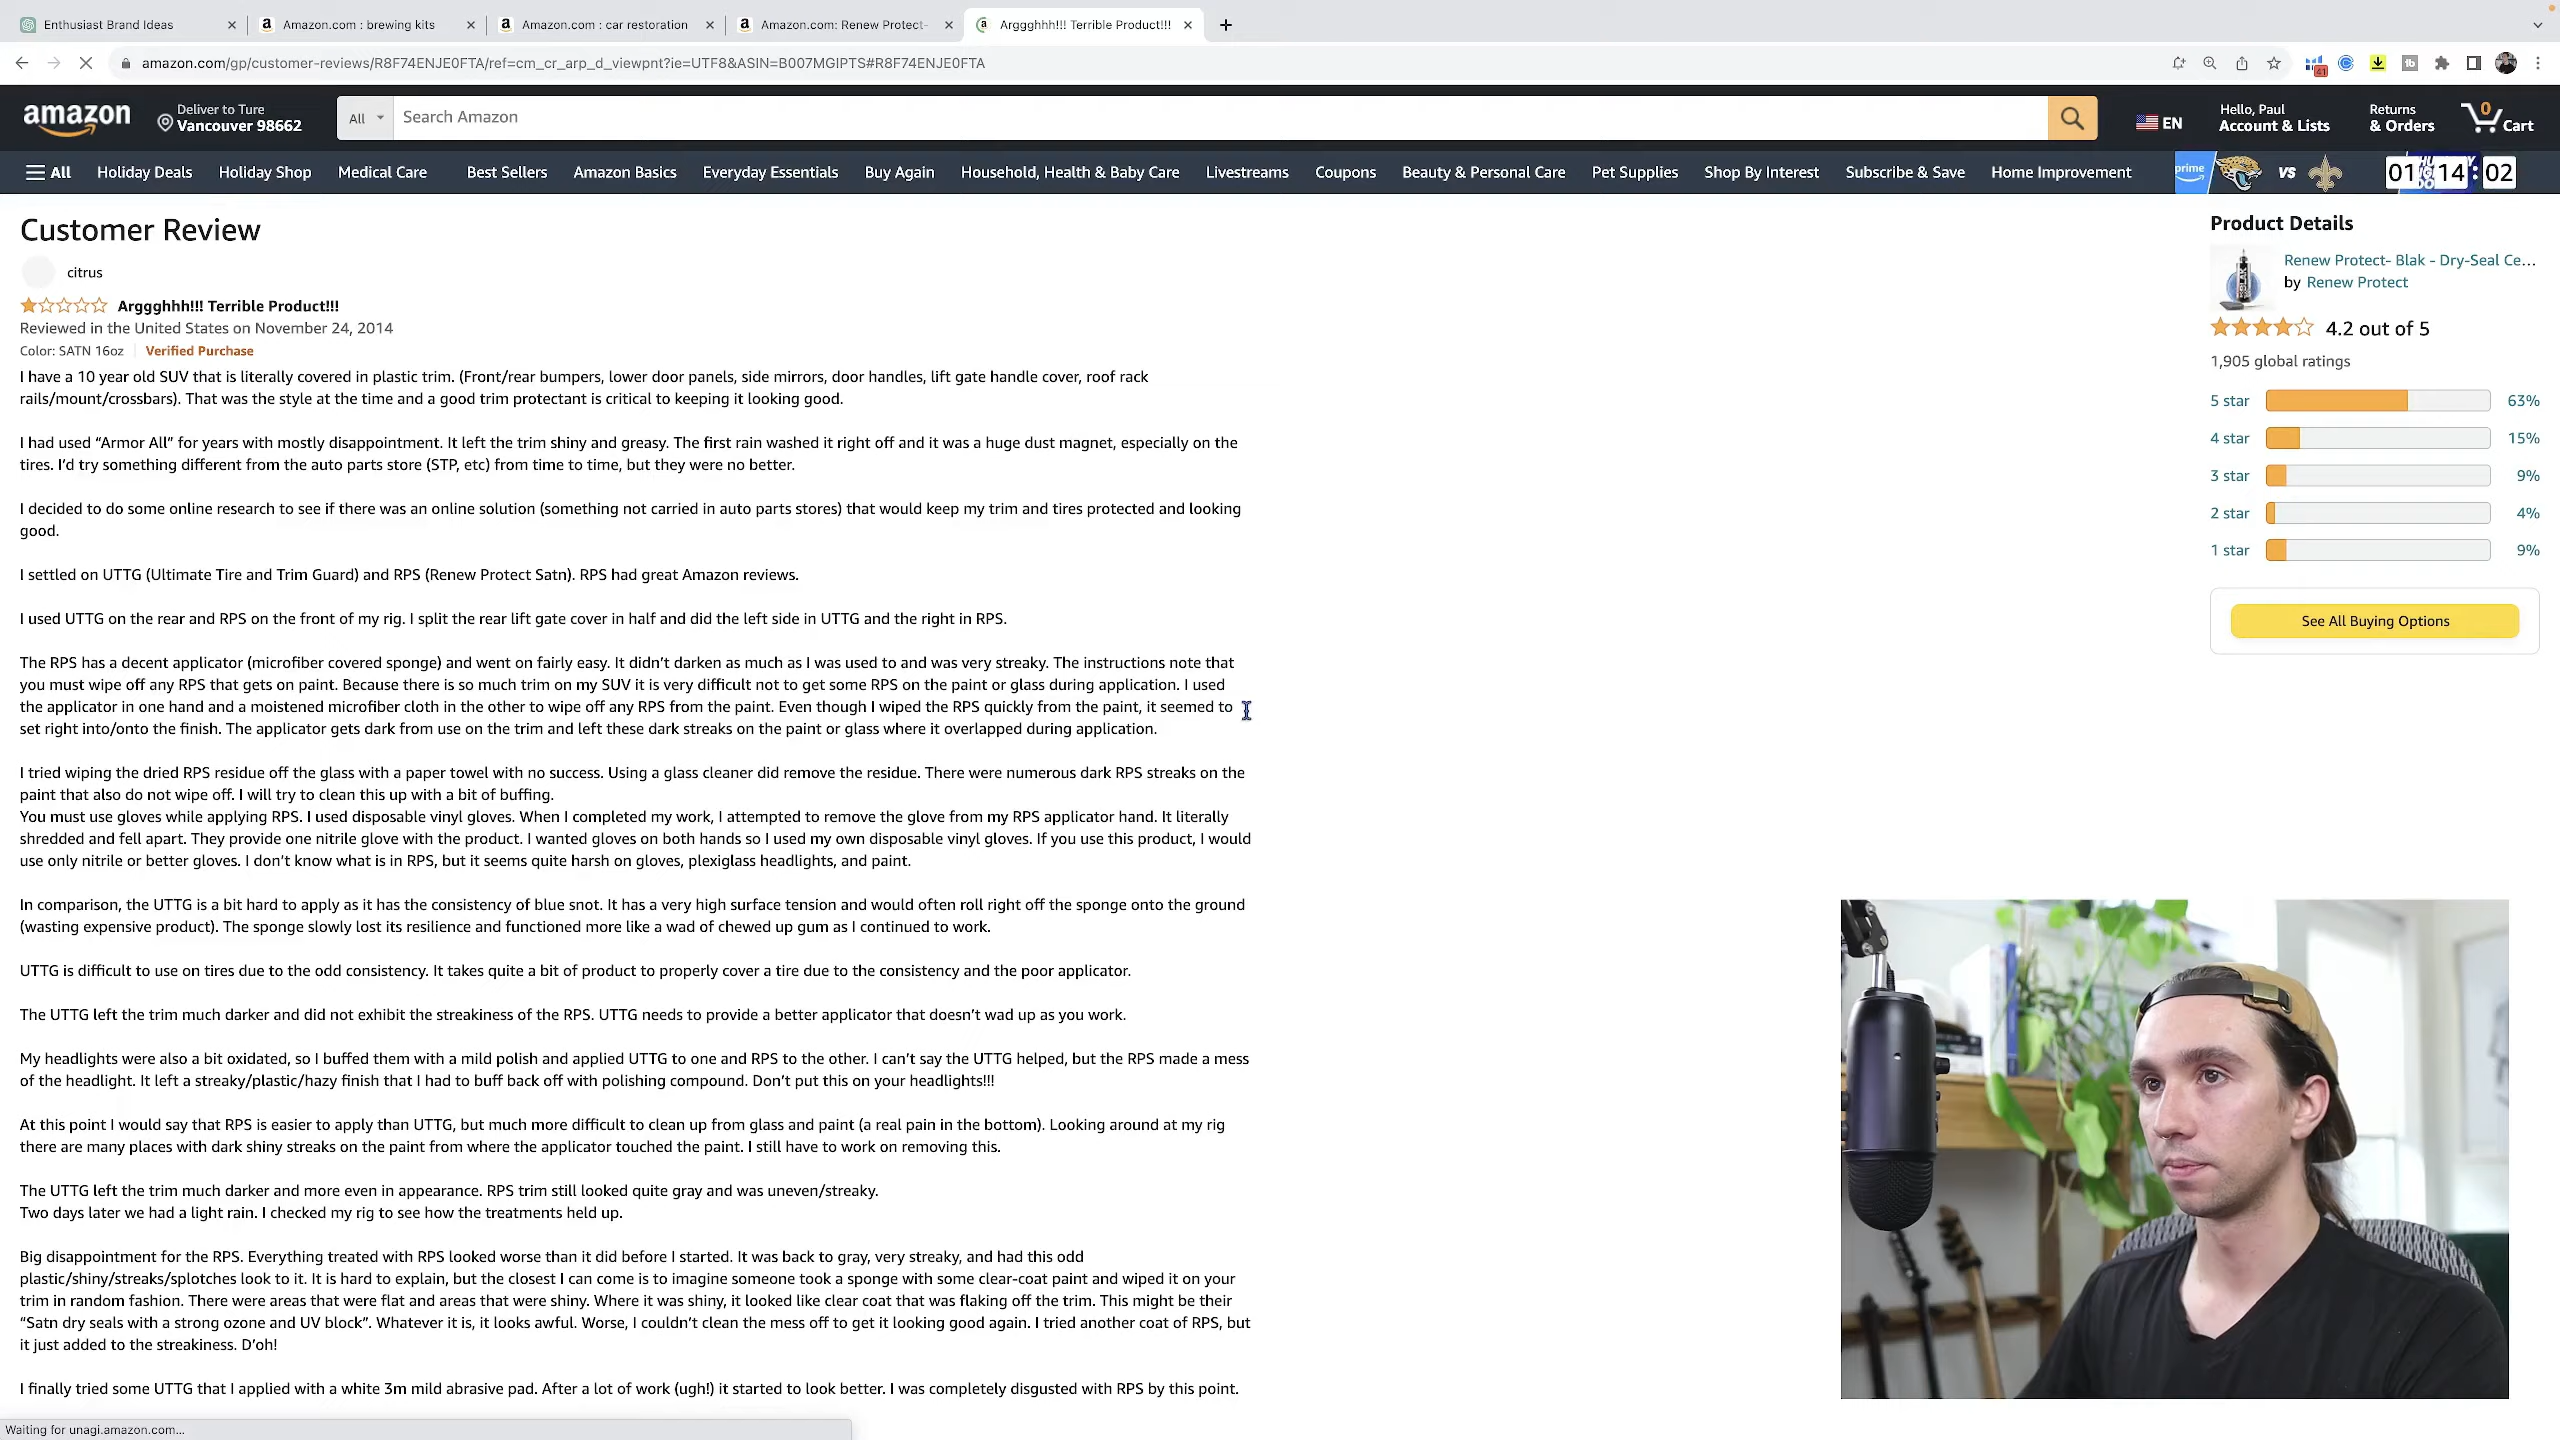 Enthusiast Brand Ideas
Amazon.com : brewing kits
Amazon.com : car restoration
Amazon.com: Renew Protect-
Arggghhh!!! Terrible Product!!!
amazon.com/gp/customer-reviews/R8F74ENJE0FTA/ref=cm_cr_arp_d_viewpnt?ie=UTF8&ASIN=B007MGIPTS#R8F74ENJE0FTA
41
amazon
Deliver to Ture
Vancouver 98662
All
Search Amazon
EN
Hello, Paul
Account & Lists
Returns
& Orders
0
Cart
All
Holiday Deals
Holiday Shop
Medical Care
Best Sellers
Amazon Basics
Everyday Essentials
Buy Again
Household, Health & Baby Care
Livestreams
Coupons
Beauty & Personal Care
Pet Supplies
Shop By Interest
Subscribe & Save
Home Improvement
prime
VS
01 : 14 : 02
Customer Review
citrus
Arggghhh!!! Terrible Product!!!
Reviewed in the United States on November 24, 2014
Color: SATN 16oz
Verified Purchase
I have a 10 year old SUV that is literally covered in plastic trim. (Front/rear bumpers, lower door panels, side mirrors, door handles, lift gate handle cover, roof rack
rails/mount/crossbars). That was the style at the time and a good trim protectant is critical to keeping it looking good.
I had used “Armor All” for years with mostly disappointment. It left the trim shiny and greasy. The first rain washed it right off and it was a huge dust magnet, especially on the
tires. I’d try something different from the auto parts store (STP, etc) from time to time, but they were no better.
I decided to do some online research to see if there was an online solution (something not carried in auto parts stores) that would keep my trim and tires protected and looking
good.
I settled on UTTG (Ultimate Tire and Trim Guard) and RPS (Renew Protect Satn). RPS had great Amazon reviews.
I used UTTG on the rear and RPS on the front of my rig. I split the rear lift gate cover in half and did the left side in UTTG and the right in RPS.
The RPS has a decent applicator (microfiber covered sponge) and went on fairly easy. It didn’t darken as much as I was used to and was very streaky. The instructions note that
you must wipe off any RPS that gets on paint. Because there is so much trim on my SUV it is very difficult not to get some RPS on the paint or glass during application. I used
the applicator in one hand and a moistened microfiber cloth in the other to wipe off any RPS from the paint. Even though I wiped the RPS quickly from the paint, it seemed to
set right into/onto the finish. The applicator gets dark from use on the trim and left these dark streaks on the paint or glass where it overlapped during application.
I tried wiping the dried RPS residue off the glass with a paper towel with no success. Using a glass cleaner did remove the residue. There were numerous dark RPS streaks on the
paint that also do not wipe off. I will try to clean this up with a bit of buffing.
You must use gloves while applying RPS. I used disposable vinyl gloves. When I completed my work, I attempted to remove the glove from my RPS applicator hand. It literally
shredded and fell apart. They provide one nitrile glove with the product. I wanted gloves on both hands so I used my own disposable vinyl gloves. If you use this product, I would
use only nitrile or better gloves. I don’t know what is in RPS, but it seems quite harsh on gloves, plexiglass headlights, and paint.
In comparison, the UTTG is a bit hard to apply as it has the consistency of blue snot. It has a very high surface tension and would often roll right off the sponge onto the ground
(wasting expensive product). The sponge slowly lost its resilience and functioned more like a wad of chewed up gum as I continued to work.
UTTG is difficult to use on tires due to the odd consistency. It takes quite a bit of product to properly cover a tire due to the consistency and the poor applicator.
The UTTG left the trim much darker and did not exhibit the streakiness of the RPS. UTTG needs to provide a better applicator that doesn’t wad up as you work.
My headlights were also a bit oxidated, so I buffed them with a mild polish and applied UTTG to one and RPS to the other. I can’t say the UTTG helped, but the RPS made a mess
of the headlight. It left a streaky/plastic/hazy finish that I had to buff back off with polishing compound. Don’t put this on your headlights!!!
At this point I would say that RPS is easier to apply than UTTG, but much more difficult to clean up from glass and paint (a real pain in the bottom). Looking around at my rig
there are many places with dark shiny streaks on the paint from where the applicator touched the paint. I still have to work on removing this.
The UTTG left the trim much darker and more even in appearance. RPS trim still looked quite gray and was uneven/streaky.
Two days later we had a light rain. I checked my rig to see how the treatments held up.
Big disappointment for the RPS. Everything treated with RPS looked worse than it did before I started. It was back to gray, very streaky, and had this odd
plastic/shiny/streaks/splotches look to it. It is hard to explain, but the closest I can come is to imagine someone took a sponge with some clear-coat paint and wiped it on your
trim in random fashion. There were areas that were flat and areas that were shiny. Where it was shiny, it looked like clear coat that was flaking off the trim. This might be their
“Satn dry seals with a strong ozone and UV block”. Whatever it is, it looks awful. Worse, I couldn’t clean the mess off to get it looking good again. I tried another coat of RPS, but
it just added to the streakiness. D’oh!
I finally tried some UTTG that I applied with a white 3m mild abrasive pad. After a lot of work (ugh!) it started to look better. I was completely disgusted with RPS by this point.
Product Details
Renew Protect- Blak - Dry-Seal Ce...
by Renew Protect
4.2 out of 5
1,905 global ratings
5 star 63%
4 star 15%
3 star 9%
2 star 4%
1 star 9%
See All Buying Options
Waiting for unagi.amazon.com...